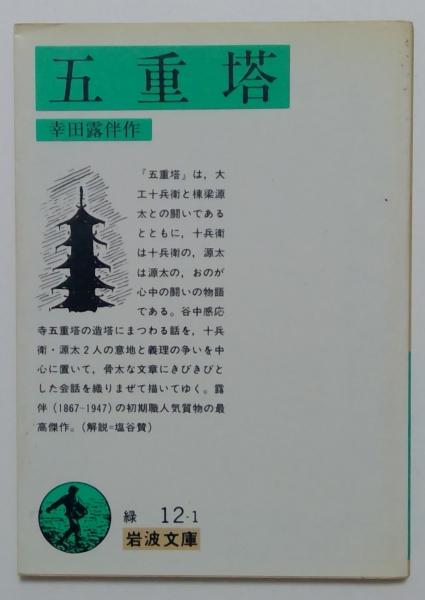 五重塔
幸田露伴作
『五重塔』は，大
工十兵衛と棟梁源
太との闘いである
とともに，十兵衛
は十兵衛の，源太
は源太の，おのが
心中の闘いの物語
である。谷中感応
寺五重塔の造塔にまつわる話を，十兵
衛・源太2人の意地と義理の争いを中
心に置いて，骨太な文章にきびきびと
した会話を織りまぜて描いてゆく。露
伴（1867-1947）の初期職人気質物の最
高傑作。（解説=塩谷賛）
緑 12-1
岩波文庫